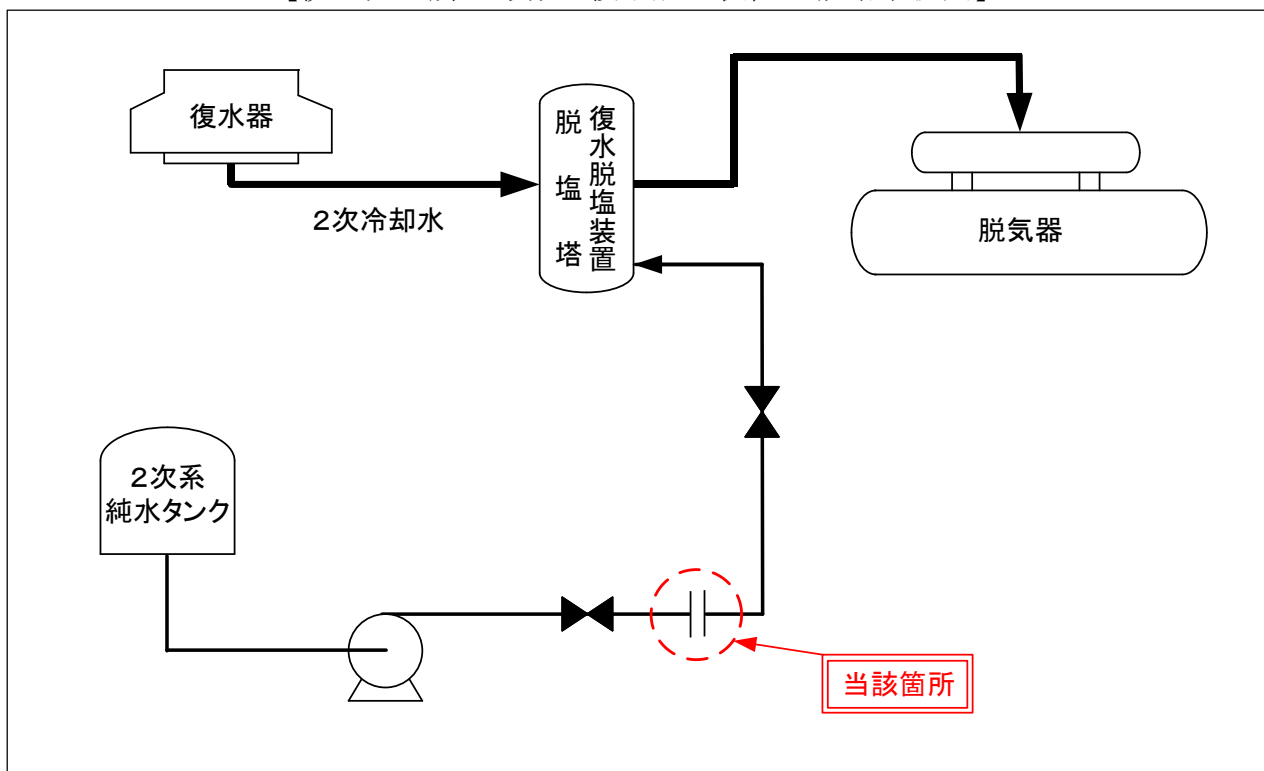 復水器
2次冷却水
復水脱塩装置
脱塩塔
脱気器
2次系
純水タンク
当該箇所